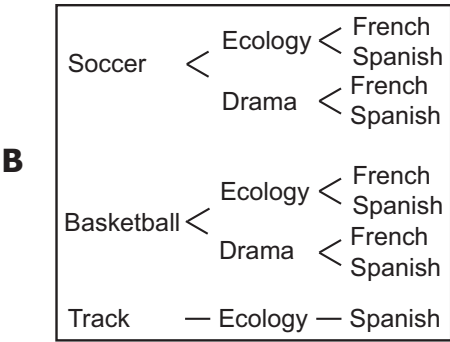 B
Soccer
Ecology
French
Spanish
Drama
French
Spanish
Basketball
Ecology
French
Spanish
Drama
French
Spanish
Track — Ecology — Spanish